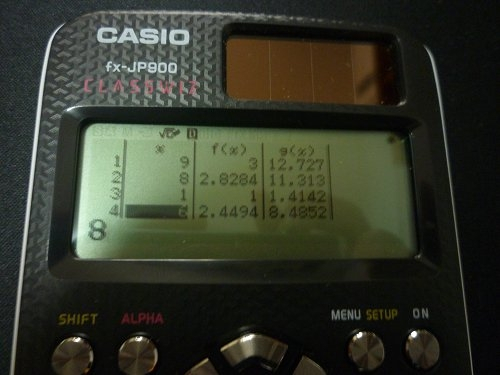 CASIO
fx-JP900
CLASSWIZ
D
x f(x) g(x)
1 9 3 12.727
2 8 2.8284 11.313
3 1 1 1.4142
4 6 2.4494 8.4852
8
SHIFT ALPHA MENU SETUP ON